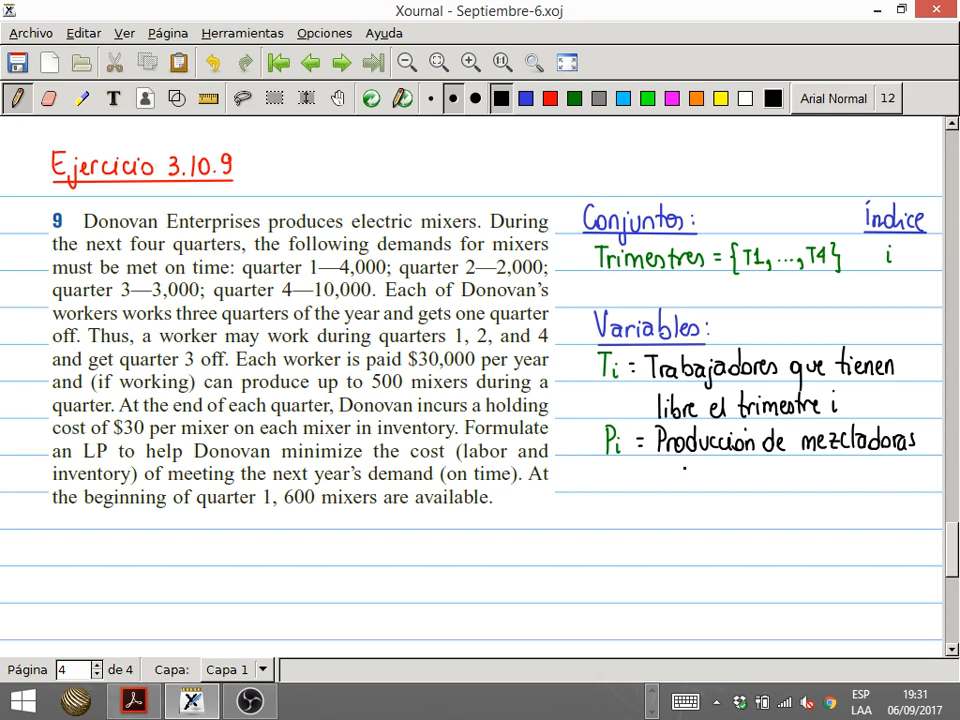 Xournal - Septiembre-6.xoj
Archivo Editar Ver Página Herramientas Opciones Ayuda
Arial Normal 12
Ejercicio 3.10.9
9 Donovan Enterprises produces electric mixers. During
the next four quarters, the following demands for mixers
must be met on time: quarter 1—4,000; quarter 2—2,000;
quarter 3—3,000; quarter 4—10,000. Each of Donovan's
workers works three quarters of the year and gets one quarter
off. Thus, a worker may work during quarters 1, 2, and 4
and get quarter 3 off. Each worker is paid $30,000 per year
and (if working) can produce up to 500 mixers during a
quarter. At the end of each quarter, Donovan incurs a holding
cost of $30 per mixer on each mixer in inventory. Formulate
an LP to help Donovan minimize the cost (labor and
inventory) of meeting the next year's demand (on time). At
the beginning of quarter 1, 600 mixers are available.
Conjuntos: Índice
Trimestres = {T1, ..., T4} i
Variables:
Ti = Trabajadores que tienen
libre el trimestre i
Pi = Producción de mezcladoras
Página 4 de 4 Capa: Capa 1
ESP 19:31
LAA 06/09/2017